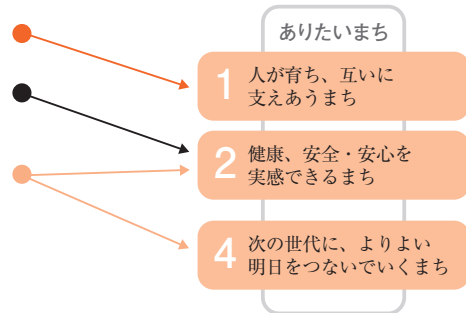 ありたいまち
1
人が育ち、互いに
支えあうまち
2
健康、安全・安心を
実感できるまち
4
次の世代に、よりよい
明日をつないでいくまち